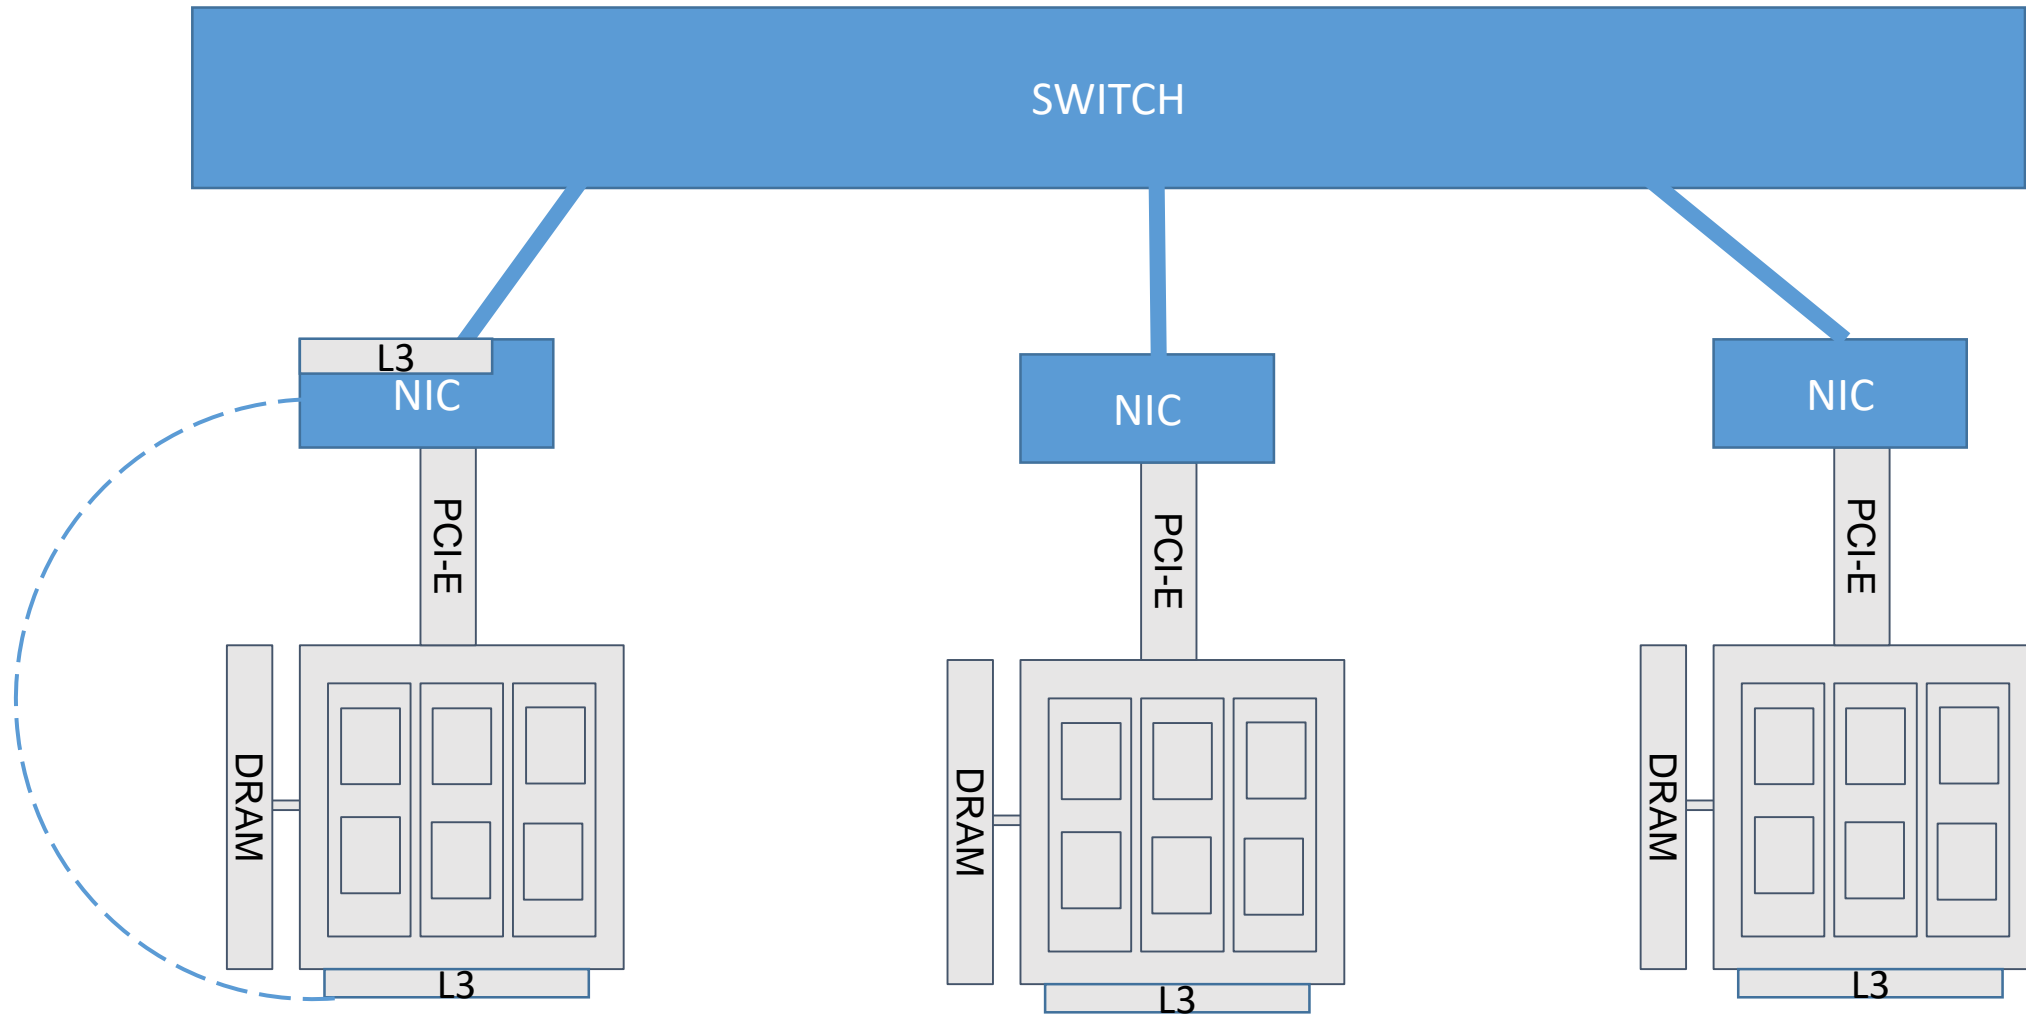 SWITCH
L3
NIC
NIC
NIC
PCI-E
PCI-E
PCI-E
DRAM
DRAM
DRAM
L3
L3
L3